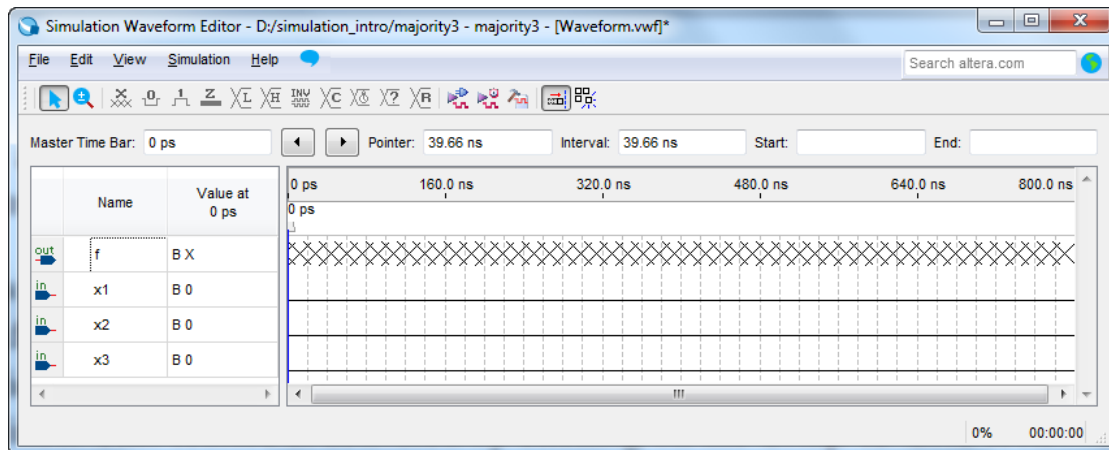 Simulation Waveform Editor - D:/simulation_intro/majority3 - majority3 - [Waveform.vwf]*
File Edit View Simulation Help Search altera.com
Master Time Bar: 0 ps Pointer: 39.66 ns Interval: 39.66 ns Start: End:
Name Value at 0 ps
0 ps 160.0 ns 320.0 ns 480.0 ns 640.0 ns 800.0 ns
0 ps
out f B X
in x1 B 0
in x2 B 0
in x3 B 0
0% 00:00:00